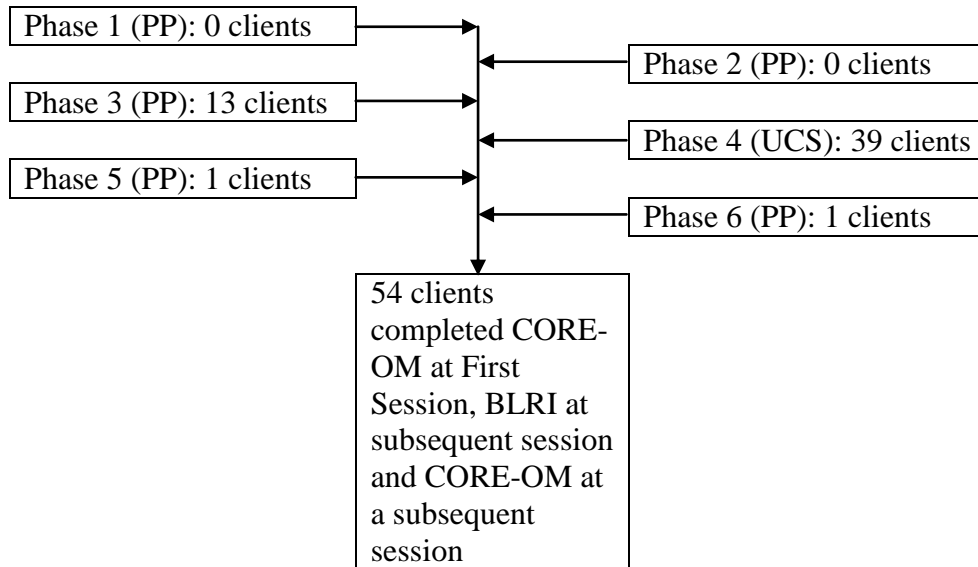 Phase 1 (PP): 0 clients
Phase 2 (PP): 0 clients
Phase 3 (PP): 13 clients
Phase 4 (UCS): 39 clients
Phase 5 (PP): 1 clients
Phase 6 (PP): 1 clients
54 clients
completed CORE-
OM at First
Session, BLRI at
subsequent session
and CORE-OM at
a subsequent
session